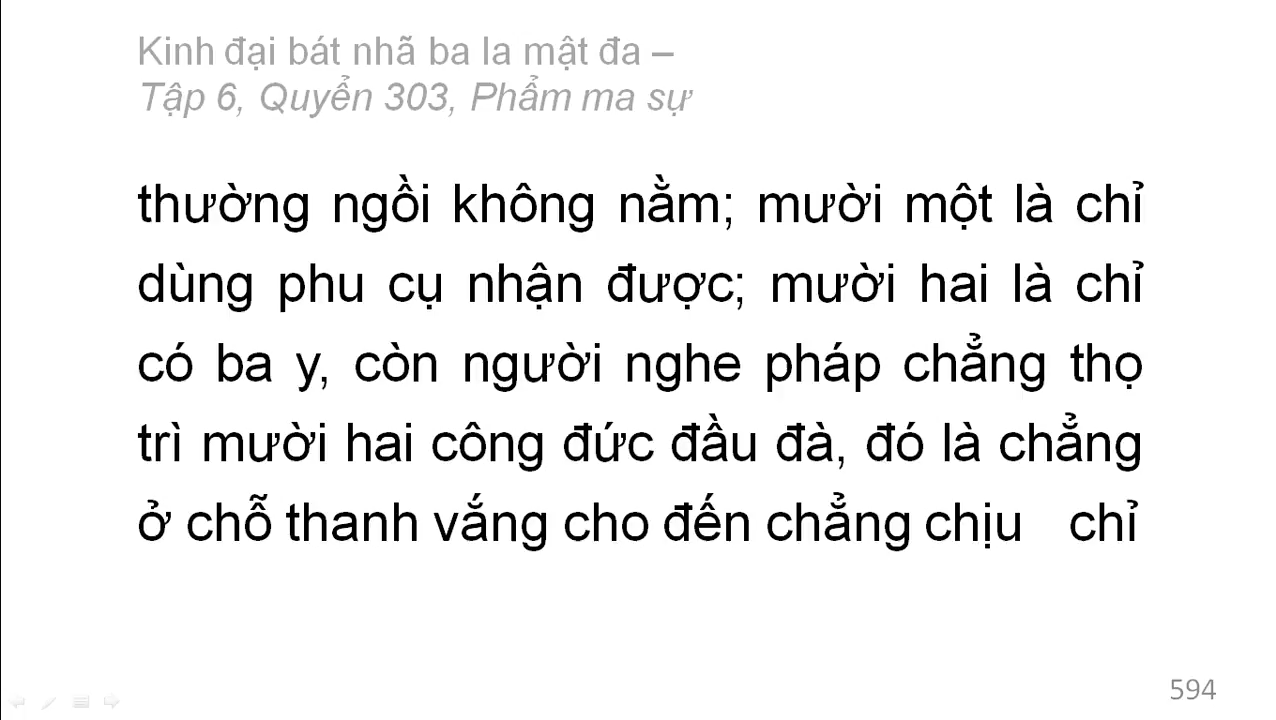 Kinh đại bát nhã ba la mật đa –
Tập 6, Quyển 303, Phẩm ma sự
thường ngồi không nằm; mười một là chỉ
dùng phu cụ nhận được; mười hai là chỉ
có ba y, còn người nghe pháp chẳng thọ
trì mười hai công đức đầu đà, đó là chẳng
ở chỗ thanh vắng cho đến chẳng chịu chỉ
594